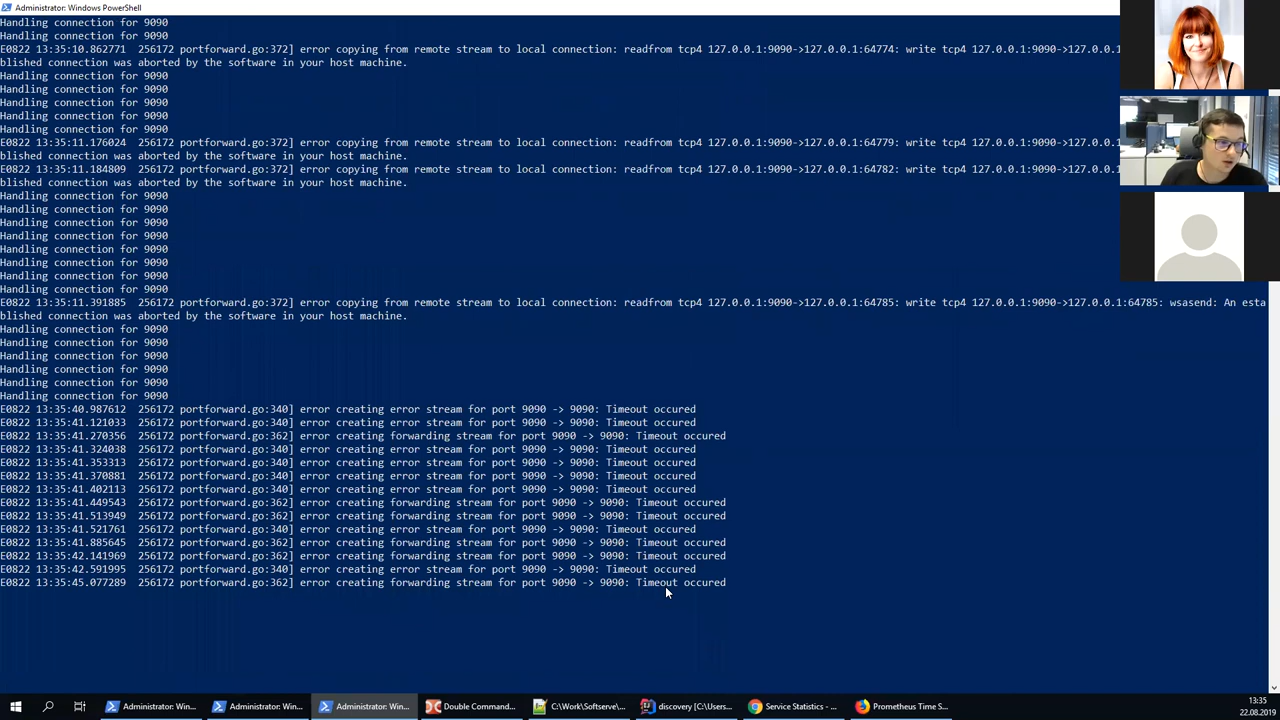 Administrator: Windows PowerShell
Handling connection for 9090
Handling connection for 9090
E0822 13:35:10.862771  256172 portforward.go:372] error copying from remote stream to local connection: readfrom tcp4 127.0.0.1:9090->127.0.0.1:64774: write tcp4 127.0.0.1:9090->127.0.0.1
blished connection was aborted by the software in your host machine.
Handling connection for 9090
Handling connection for 9090
Handling connection for 9090
Handling connection for 9090
Handling connection for 9090
E0822 13:35:11.176024  256172 portforward.go:372] error copying from remote stream to local connection: readfrom tcp4 127.0.0.1:9090->127.0.0.1:64779: write tcp4 127.0.0.1:9090->127.0.0.1
blished connection was aborted by the software in your host machine.
E0822 13:35:11.184809  256172 portforward.go:372] error copying from remote stream to local connection: readfrom tcp4 127.0.0.1:9090->127.0.0.1:64782: write tcp4 127.0.0.1:9090->127.0.0.1
blished connection was aborted by the software in your host machine.
Handling connection for 9090
Handling connection for 9090
Handling connection for 9090
Handling connection for 9090
Handling connection for 9090
Handling connection for 9090
Handling connection for 9090
Handling connection for 9090
E0822 13:35:11.391885  256172 portforward.go:372] error copying from remote stream to local connection: readfrom tcp4 127.0.0.1:9090->127.0.0.1:64785: write tcp4 127.0.0.1:9090->127.0.0.1:64785: wsasend: An esta
blished connection was aborted by the software in your host machine.
Handling connection for 9090
Handling connection for 9090
Handling connection for 9090
Handling connection for 9090
Handling connection for 9090
Handling connection for 9090
E0822 13:35:40.987612  256172 portforward.go:340] error creating error stream for port 9090 -> 9090: Timeout occured
E0822 13:35:41.121033  256172 portforward.go:340] error creating error stream for port 9090 -> 9090: Timeout occured
E0822 13:35:41.270356  256172 portforward.go:362] error creating forwarding stream for port 9090 -> 9090: Timeout occured
E0822 13:35:41.324038  256172 portforward.go:340] error creating error stream for port 9090 -> 9090: Timeout occured
E0822 13:35:41.353313  256172 portforward.go:340] error creating error stream for port 9090 -> 9090: Timeout occured
E0822 13:35:41.370881  256172 portforward.go:340] error creating error stream for port 9090 -> 9090: Timeout occured
E0822 13:35:41.402113  256172 portforward.go:340] error creating error stream for port 9090 -> 9090: Timeout occured
E0822 13:35:41.449543  256172 portforward.go:362] error creating forwarding stream for port 9090 -> 9090: Timeout occured
E0822 13:35:41.513949  256172 portforward.go:362] error creating forwarding stream for port 9090 -> 9090: Timeout occured
E0822 13:35:41.521761  256172 portforward.go:340] error creating error stream for port 9090 -> 9090: Timeout occured
E0822 13:35:41.885645  256172 portforward.go:362] error creating forwarding stream for port 9090 -> 9090: Timeout occured
E0822 13:35:42.141969  256172 portforward.go:362] error creating forwarding stream for port 9090 -> 9090: Timeout occured
E0822 13:35:42.591995  256172 portforward.go:340] error creating error stream for port 9090 -> 9090: Timeout occured
E0822 13:35:45.077289  256172 portforward.go:362] error creating forwarding stream for port 9090 -> 9090: Timeout occured
Administrator: Win... Administrator: Win... Administrator: Win... Double Command... C:\Work\Softserve\... discovery [C:\Users... Service Statistics - ... Prometheus Time S...
13:35
22.08.2019